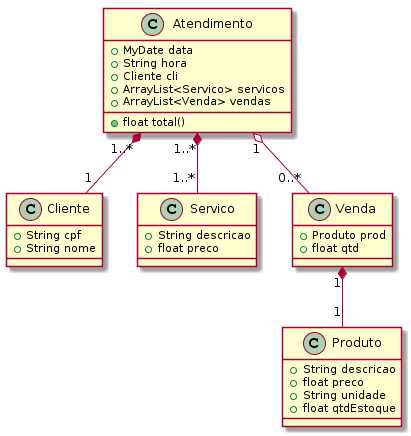 C Atendimento
MyDate data
String hora
Cliente cli
ArrayList<Servico> servicos
ArrayList<Venda> vendas
float total()
1..* 1..* 1
1 1..* 0..*
C Cliente
String cpf
String nome
C Servico
String descricao
float preco
C Venda
Produto prod
float qtd
1
1
C Produto
String descricao
float preco
String unidade
float qtdEstoque